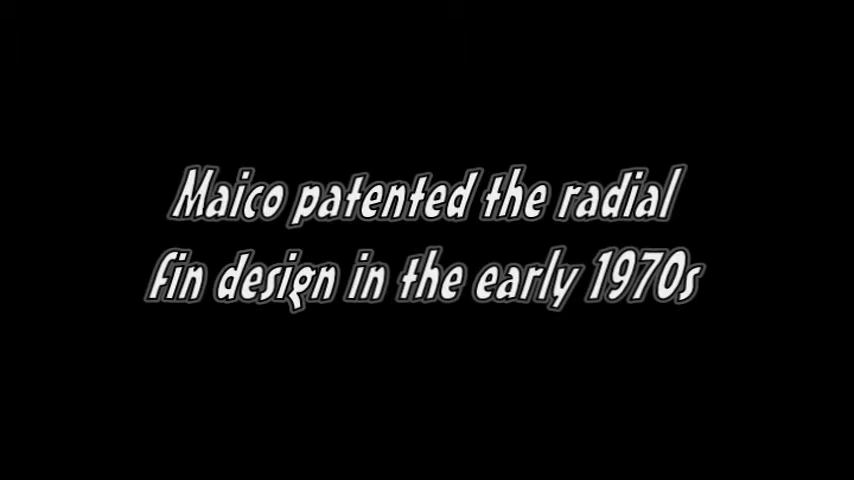 Maico patented the radial
fin design in the early 1970s